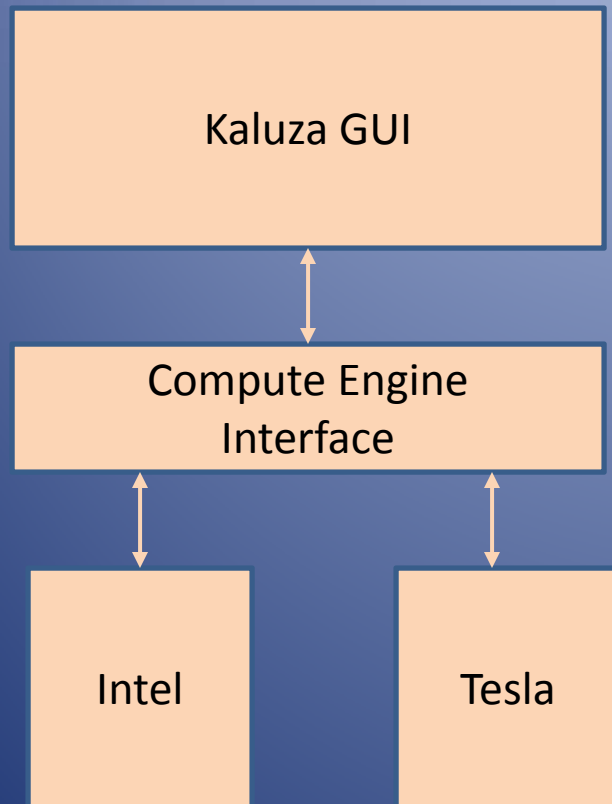 Kaluza GUI
Compute Engine
Interface
Intel
Tesla